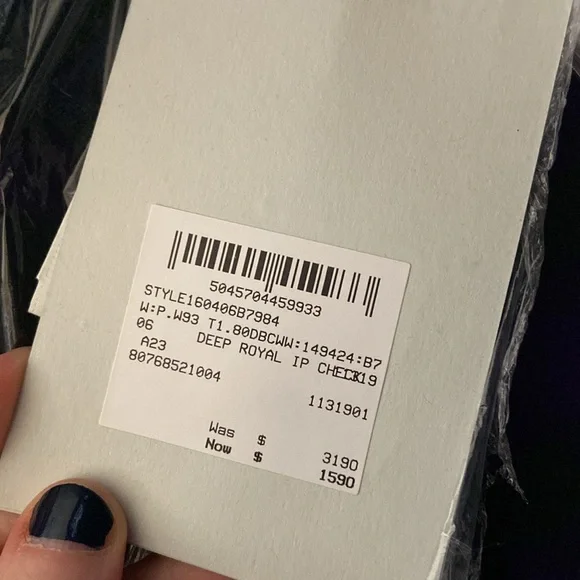 5045704459933
STYLE160406B7984
W:P.W93 T1.80DBCWW:149424:B7
06 DEEP ROYAL IP CHECK
A23
80768521004
1131901
Was $ 3190
Now $ 1590